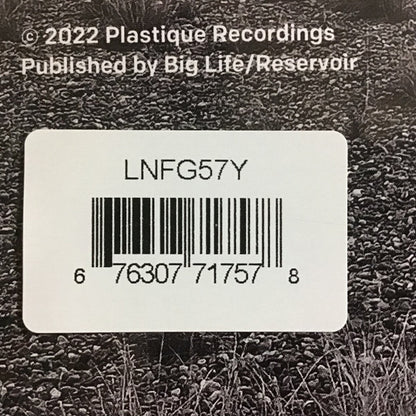 © 2022 Plastique Recordings
Published by Big Life/Reservoir
LNFG57Y
6 76307 71757 8